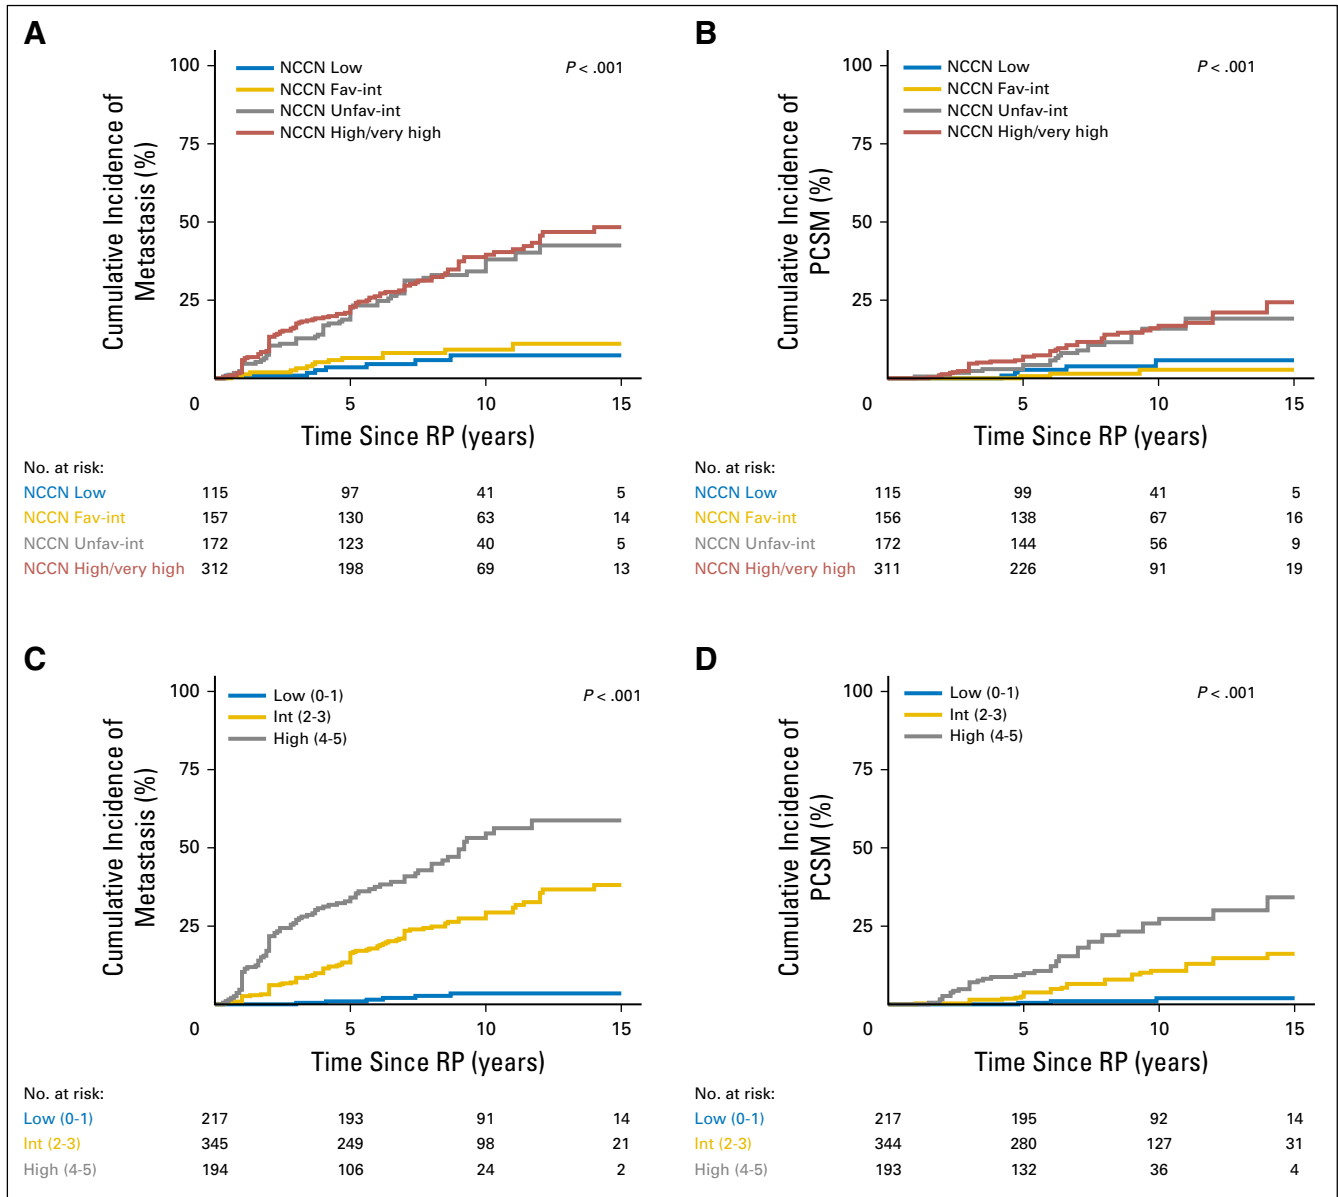 A
Cumulative Incidence of
Metastasis (%)
100
75
50
25
NCCN Low
NCCN Fav-int
NCCN Unfav-int
NCCN High/very high
P < .001
0 5 10 15
Time Since RP (years)
No. at risk:
NCCN Low 115 97 41 5
NCCN Fav-int 157 130 63 14
NCCN Unfav-int 172 123 40 5
NCCN High/very high 312 198 69 13
B
Cumulative Incidence of
PCSM (%)
100
75
50
25
NCCN Low
NCCN Fav-int
NCCN Unfav-int
NCCN High/very high
P < .001
0 5 10 15
Time Since RP (years)
No. at risk:
NCCN Low 115 99 41 5
NCCN Fav-int 156 138 67 16
NCCN Unfav-int 172 144 56 9
NCCN High/very high 311 226 91 19
C
Cumulative Incidence of
Metastasis (%)
100
75
50
25
Low (0-1)
Int (2-3)
High (4-5)
P < .001
0 5 10 15
Time Since RP (years)
No. at risk:
Low (0-1) 217 193 91 14
Int (2-3) 345 249 98 21
High (4-5) 194 106 24 2
D
Cumulative Incidence of
PCSM (%)
100
75
50
25
Low (0-1)
Int (2-3)
High (4-5)
P < .001
0 5 10 15
Time Since RP (years)
No. at risk:
Low (0-1) 217 195 92 14
Int (2-3) 344 280 127 31
High (4-5) 193 132 36 4